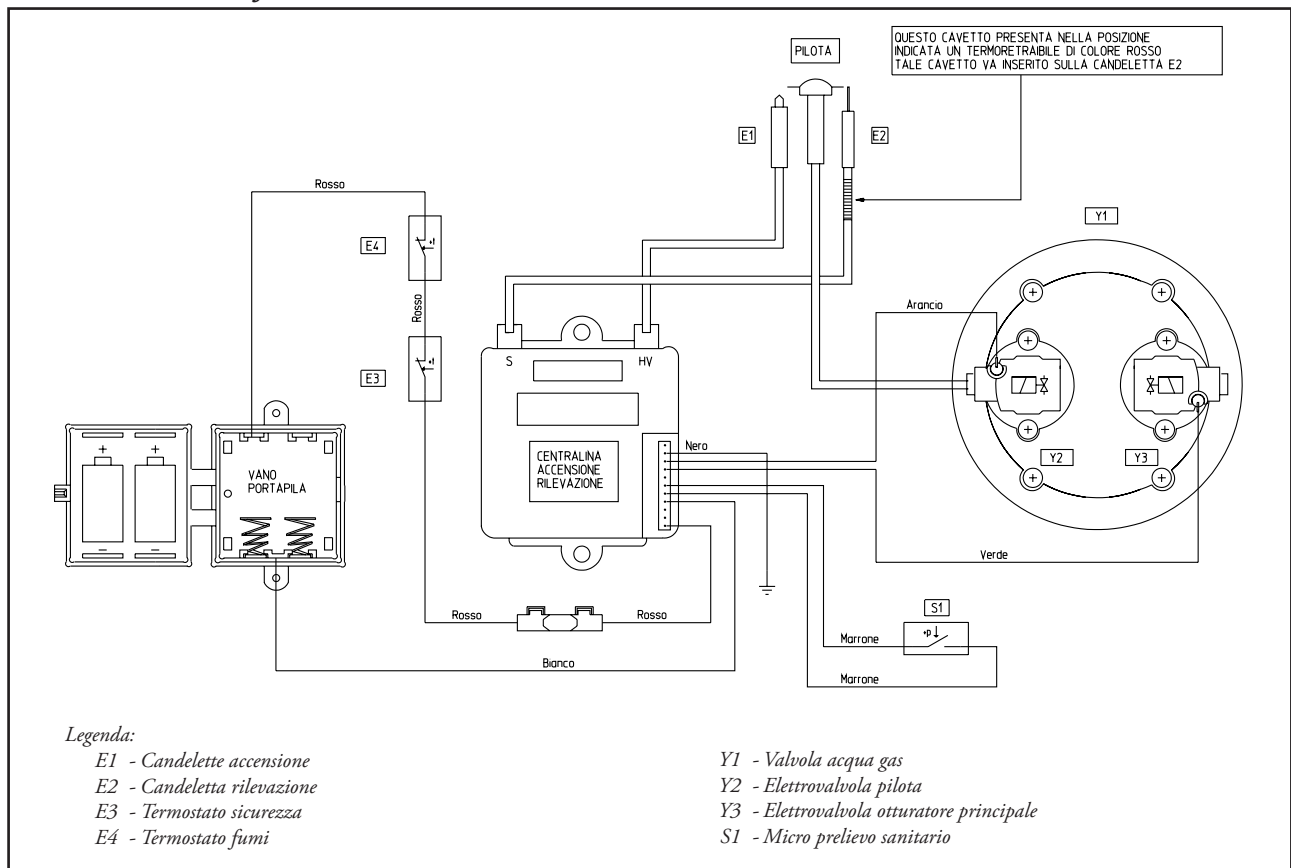 QUESTO CAVETTO PRESENTA NELLA POSIZIONE
INDICATA UN TERMORETRAIBILE DI COLORE ROSSO
TALE CAVETTO VA INSERITO SULLA CANDELETTA E2
PILOTA
E1
E2
Rosso
Y1
E4
Rosso
Arancio
E3
S
HV
Nero
+ +
VANO
PORTAPILA
- -
CENTRALINA
ACCENSIONE
RILEVAZIONE
Y2
Y3
Verde
Rosso
Rosso
S1
+p
Marrone
Bianco
Marrone
Legenda:
E1 - Candelette accensione
E2 - Candeletta rilevazione
E3 - Termostato sicurezza
E4 - Termostato fumi
Y1 - Valvola acqua gas
Y2 - Elettrovalvola pilota
Y3 - Elettrovalvola otturatore principale
S1 - Micro prelievo sanitario